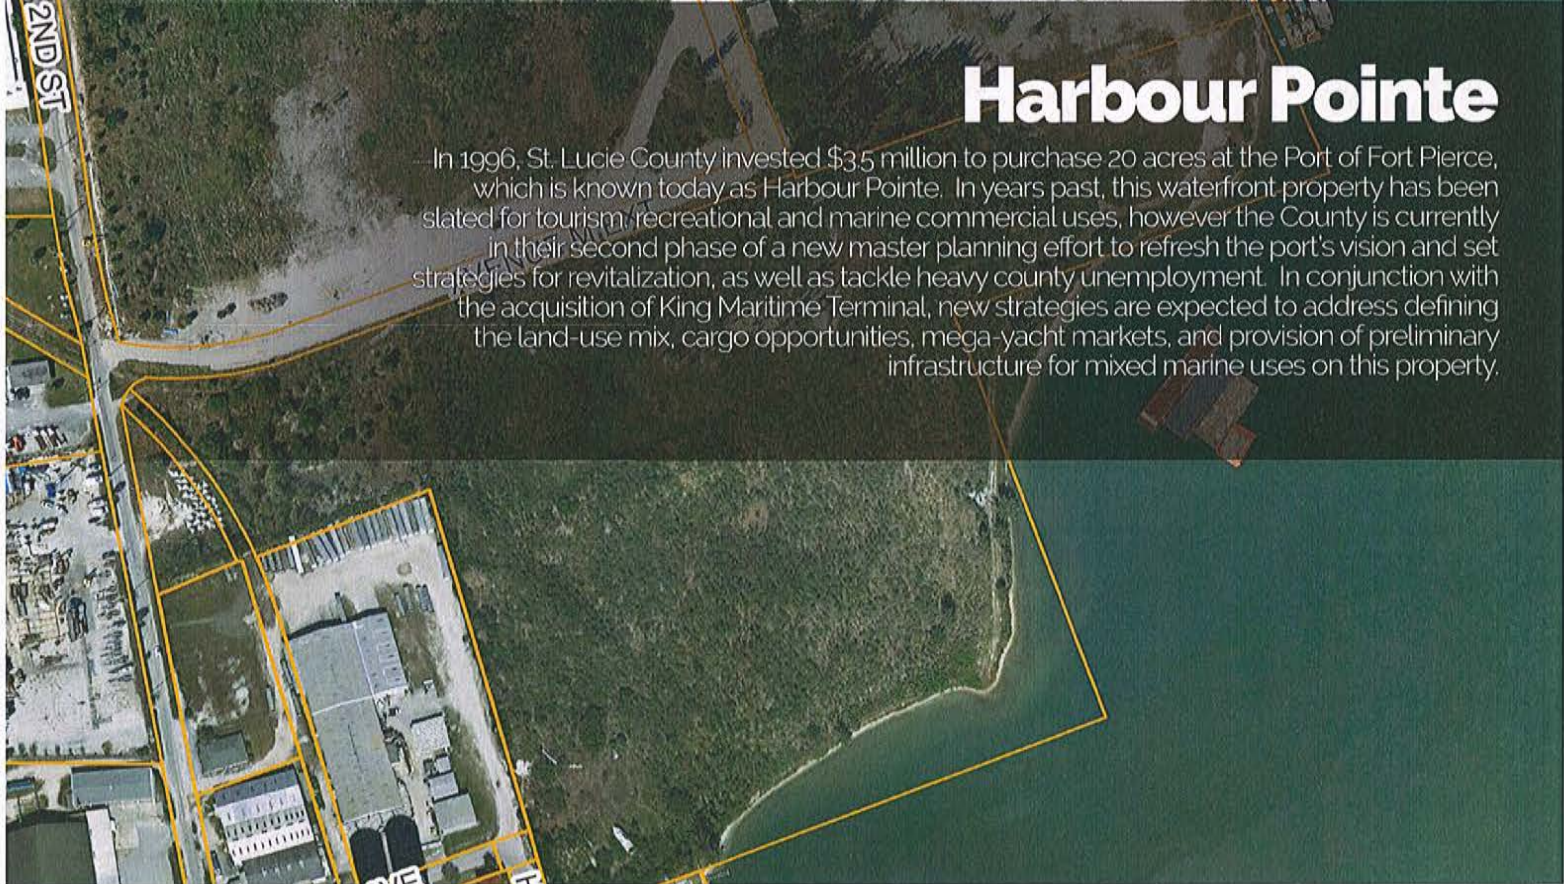 2ND ST
Harbour Pointe
In 1996, St. Lucie County invested $3.5 million to purchase 20 acres at the Port of Fort Pierce,
which is known today as Harbour Pointe. In years past, this waterfront property has been
slated for tourism, recreational and marine commercial uses, however the County is currently
in their second phase of a new master planning effort to refresh the port's vision and set
strategies for revitalization, as well as tackle heavy county unemployment. In conjunction with
the acquisition of King Maritime Terminal, new strategies are expected to address defining
the land-use mix, cargo opportunities, mega-yacht markets, and provision of preliminary
infrastructure for mixed marine uses on this property.